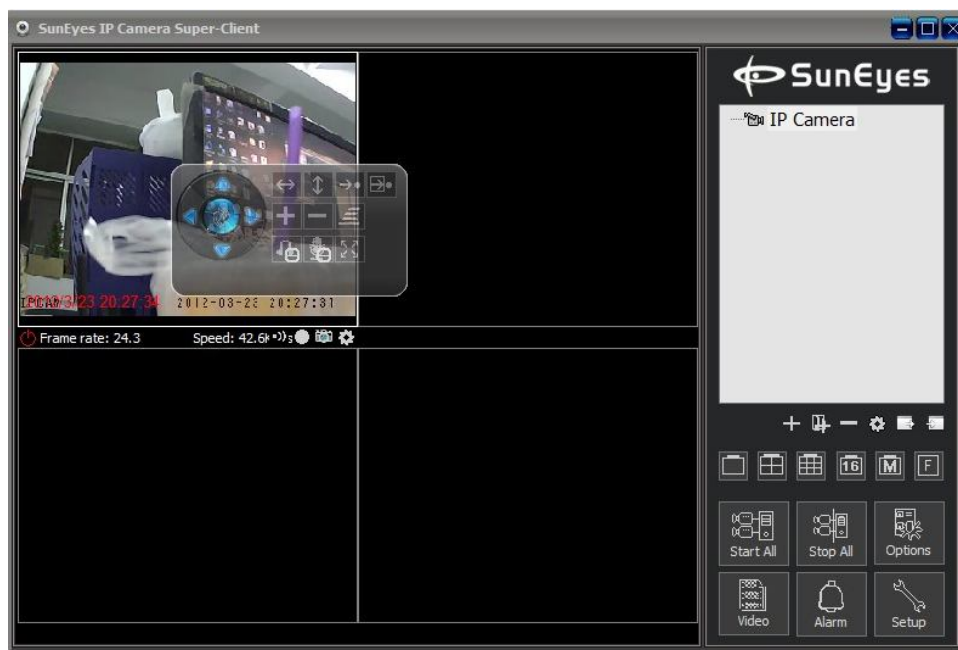 SunEyes IP Camera Super-Client
SunEyes
IP Camera
2012-03-23 20:27:31
Frame rate: 24.3 Speed: 42.6k
16 M F
Start All Stop All Options
Video Alarm Setup